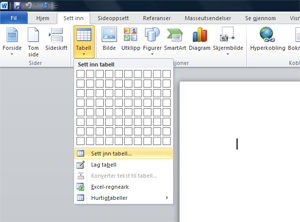 Fil Hjem Sett inn Sideoppsett Referanser Masseutsendelser Se gjennom
Forside Tom side Sideskift Tabell Bilde Utklipp Figurer SmartArt Diagram Skjermbilde Hyperkobling
Sider
Sett inn tabell
Sett inn tabell...
Lag tabell
Konverter tekst til tabell...
Excel-regneark
Hurtigtabeller